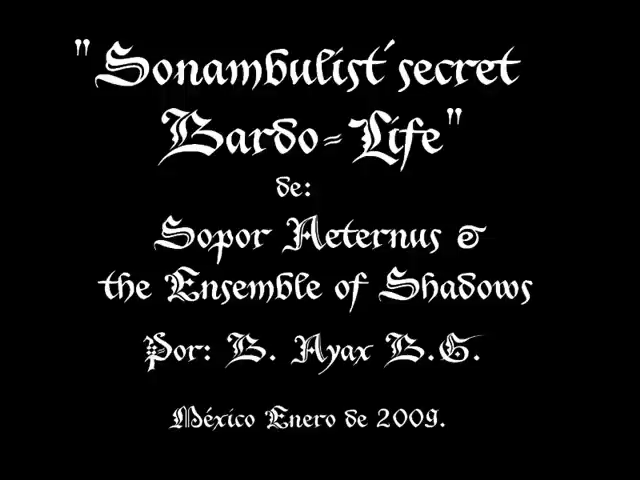 "Sonambulist´secret
Bardo=Life"
de:
Sopor Aeternus &
the Ensemble of Shadows
Por: B. Ayax B.G.
México Enero de 2009.